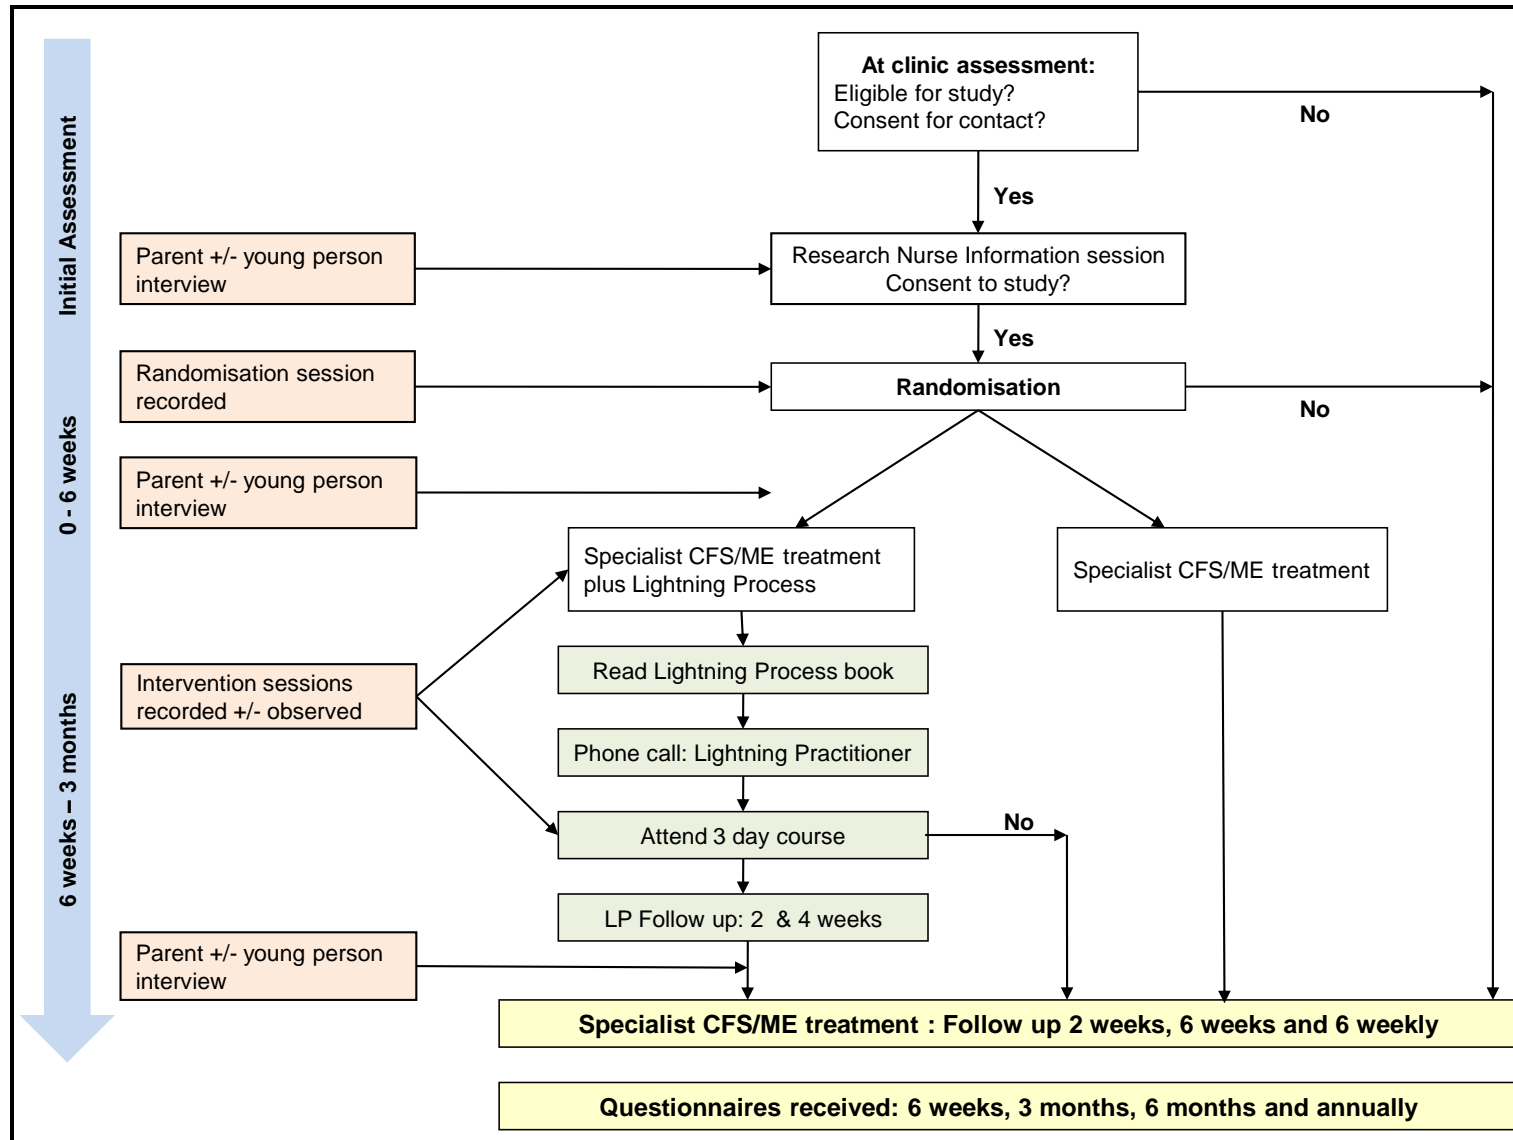 At clinic assessment:
Eligible for study?
Consent for contact?
No
Yes
Initial Assessment
Parent +/- young person
interview
Research Nurse Information session
Consent to study?
Yes
Randomisation session
recorded
Randomisation
No
0 - 6 weeks
Parent +/- young person
interview
Specialist CFS/ME treatment
plus Lightning Process
Specialist CFS/ME treatment
Read Lightning Process book
Intervention sessions
recorded +/- observed
6 weeks – 3 months
Phone call: Lightning Practitioner
Attend 3 day course
No
LP Follow up: 2 & 4 weeks
Parent +/- young person
interview
Specialist CFS/ME treatment : Follow up 2 weeks, 6 weeks and 6 weekly
Questionnaires received: 6 weeks, 3 months, 6 months and annually